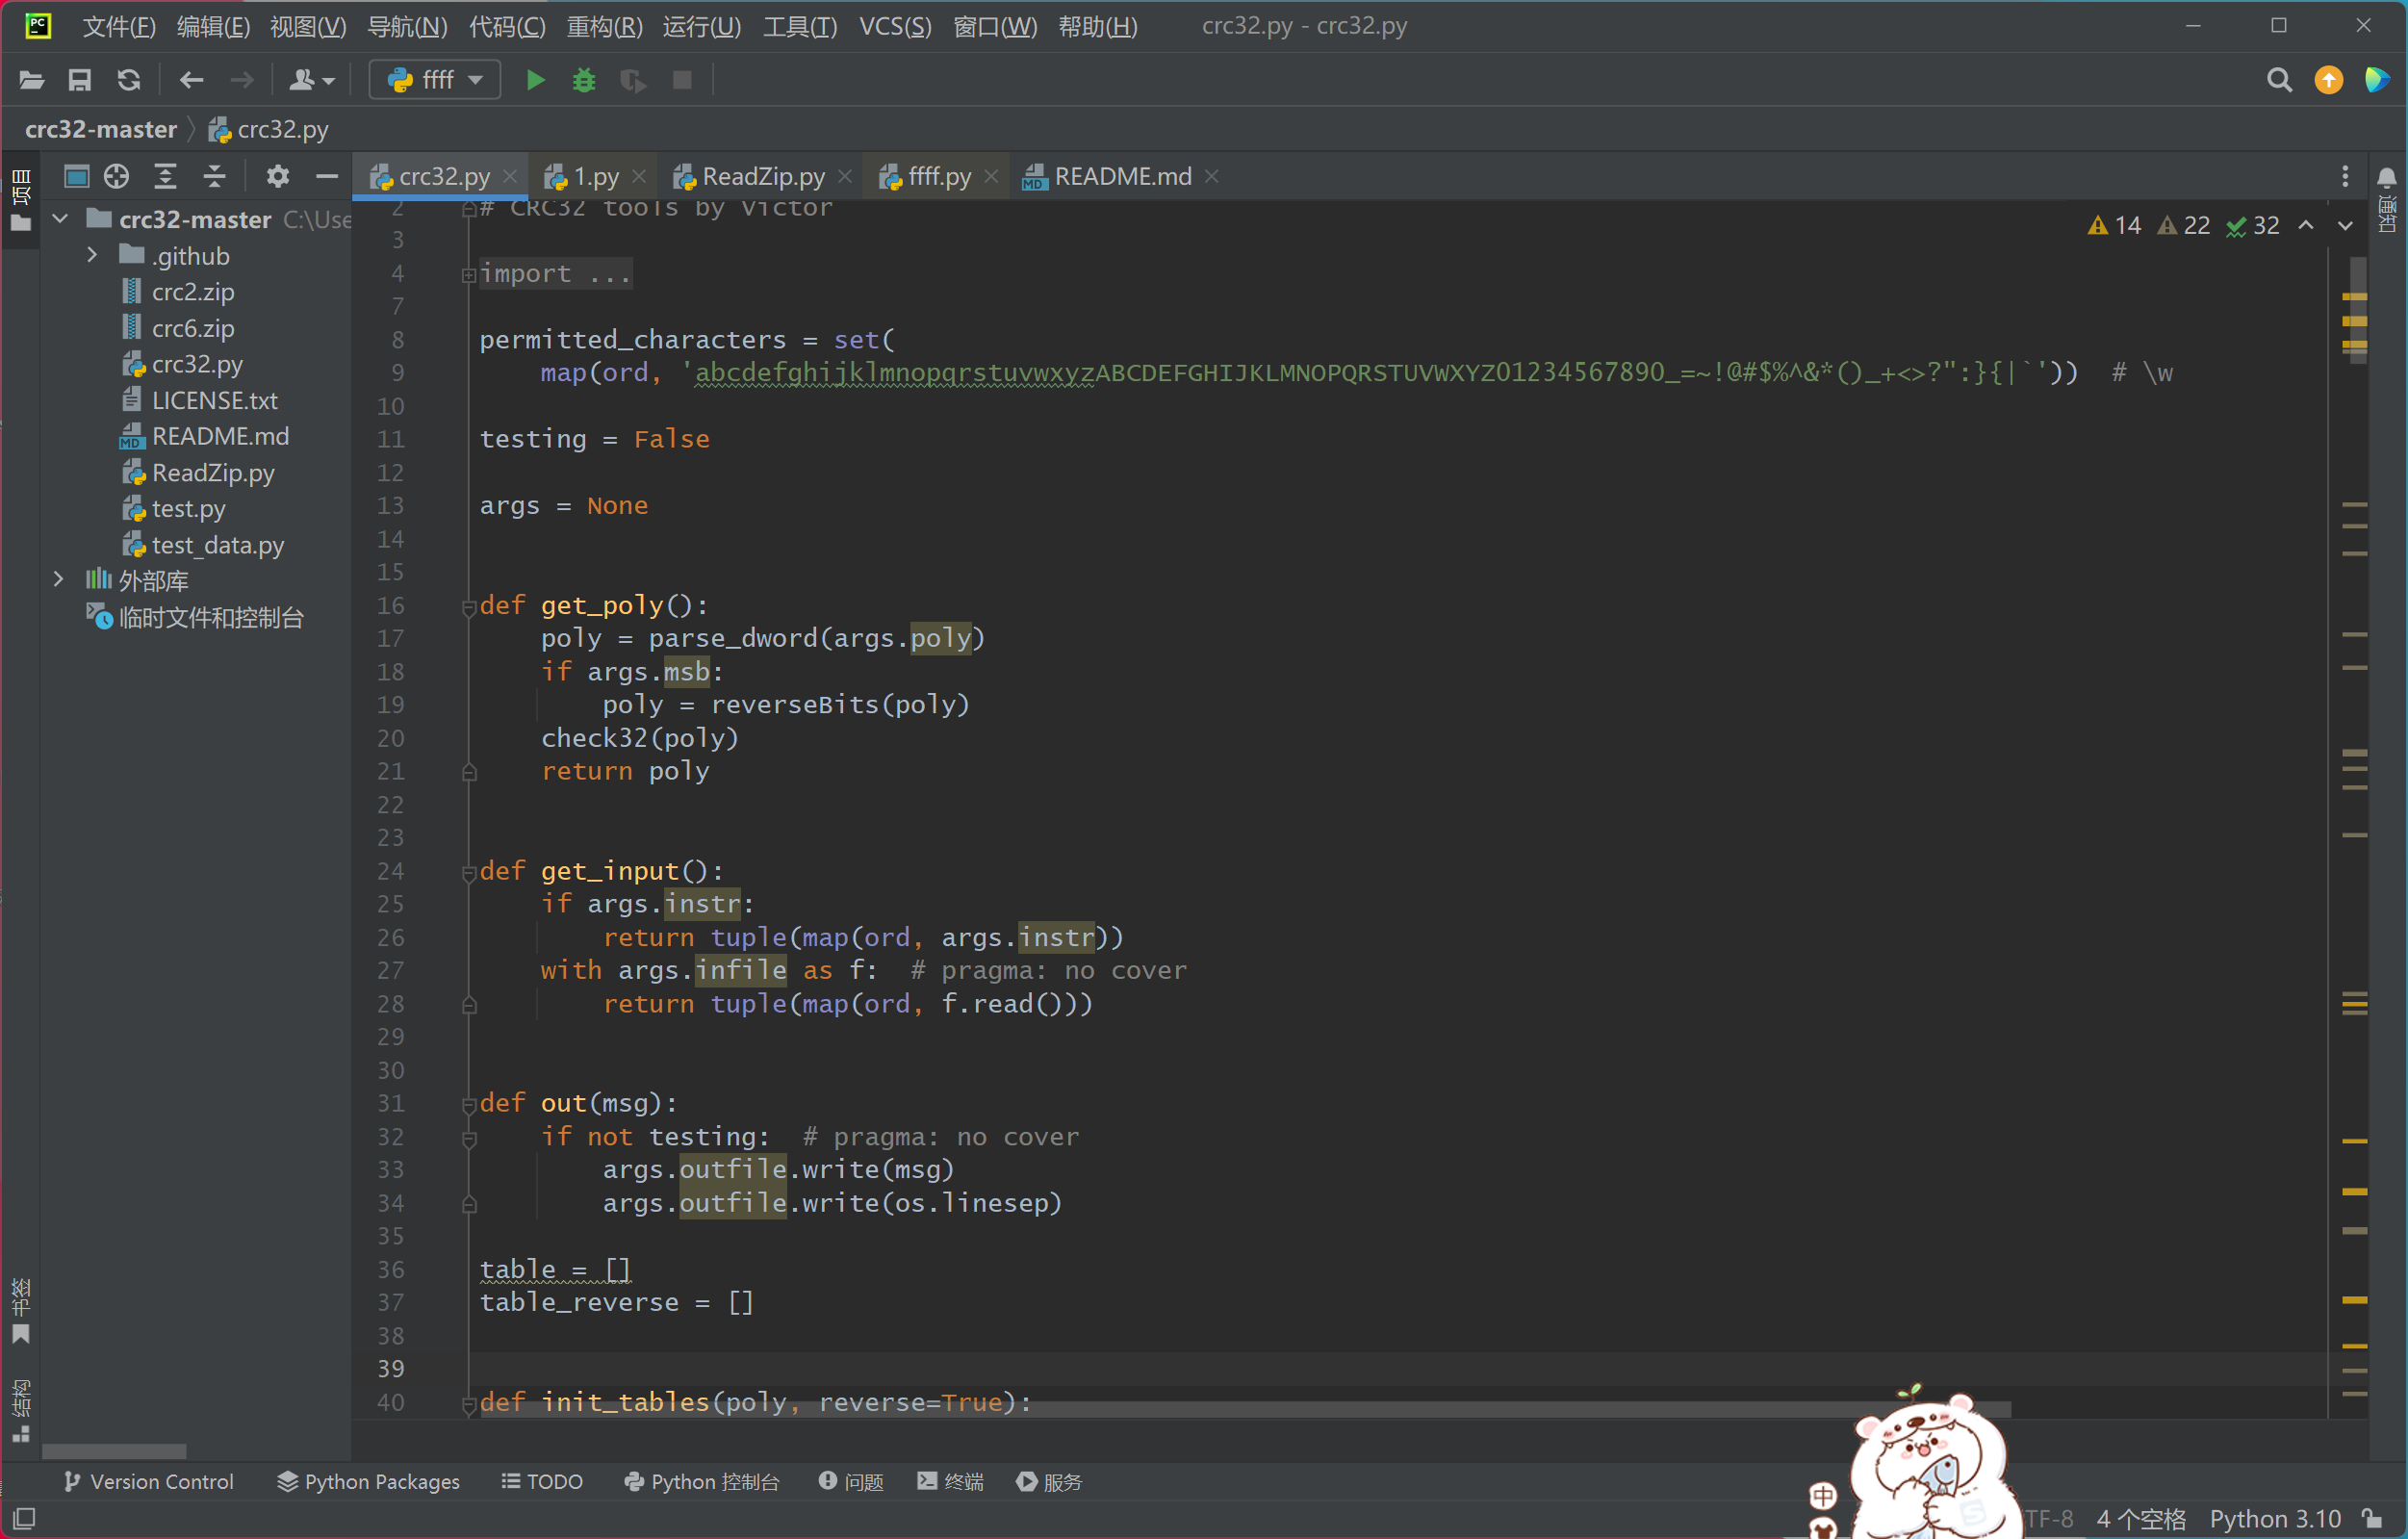 PC 文件(F) 编辑(E) 视图(V) 导航(N) 代码(C) 重构(R) 运行(U) 工具(T) VCS(S) 窗口(W) 帮助(H) crc32.py - crc32.py
ffff
crc32-master crc32.py
项目
crc32.py 1.py ReadZip.py ffff.py README.md
通知
crc32-master C:\Use
.github
crc2.zip
crc6.zip
crc32.py
LICENSE.txt
README.md
ReadZip.py
test.py
test_data.py
外部库
临时文件和控制台
14 22 32
2 # CRC32 tools by Victor
3
4 import ...
7
8 permitted_characters = set(
9     map(ord, 'abcdefghijklmnopqrstuvwxyzABCDEFGHIJKLMNOPQRSTUVWXYZ01234567890_=~!@#$%^&*()_+<>?":}{|`'))  # \w
10
11 testing = False
12
13 args = None
14
15
16 def get_poly():
17     poly = parse_dword(args.poly)
18     if args.msb:
19         poly = reverseBits(poly)
20     check32(poly)
21     return poly
22
23
24 def get_input():
25     if args.instr:
26         return tuple(map(ord, args.instr))
27     with args.infile as f:  # pragma: no cover
28         return tuple(map(ord, f.read()))
29
30
31 def out(msg):
32     if not testing:  # pragma: no cover
33         args.outfile.write(msg)
34         args.outfile.write(os.linesep)
35
36 table = []
37 table_reverse = []
38
39
40 def init_tables(poly, reverse=True):
书签
结构
Version Control Python Packages TODO Python 控制台 问题 终端 服务
中
TF-8 4 个空格 Python 3.10